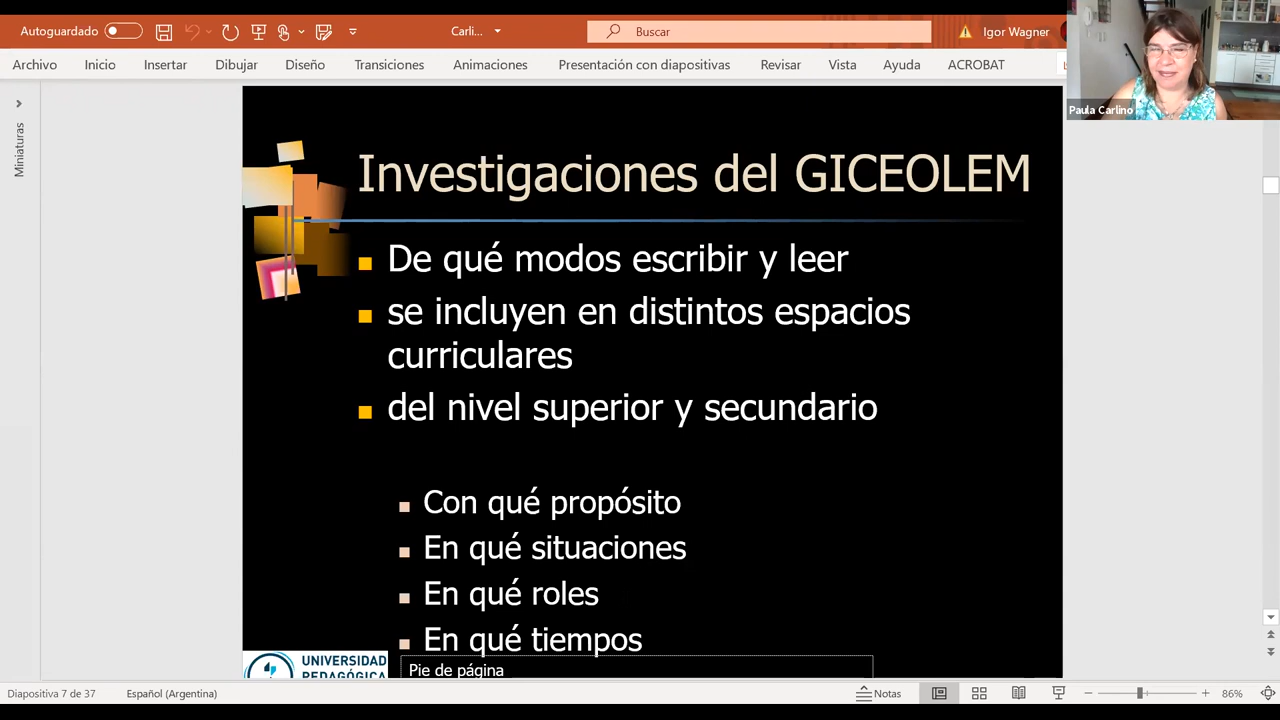 Autoguardado
Carli...
Buscar
Igor Wagner
Archivo
Inicio
Insertar
Dibujar
Diseño
Transiciones
Animaciones
Presentación con diapositivas
Revisar
Vista
Ayuda
ACROBAT
Paula Carlino
Miniaturas
Investigaciones del GICEOLEM
De qué modos escribir y leer
se incluyen en distintos espacios
curriculares
del nivel superior y secundario
Con qué propósito
En qué situaciones
En qué roles
En qué tiempos
UNIVERSIDAD
PEDAGÓGICA
Pie de página
Diapositiva 7 de 37
Español (Argentina)
Notas
86%